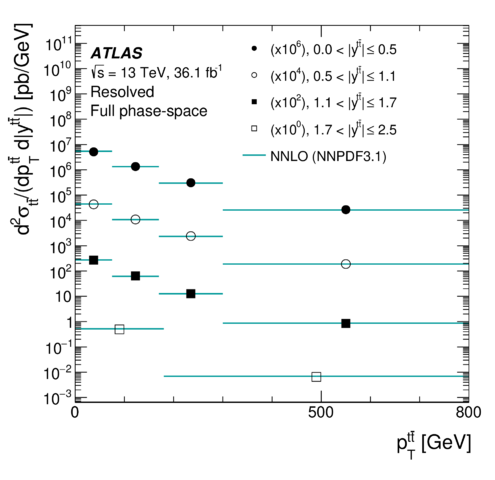 ATLAS
√s = 13 TeV, 36.1 fb⁻¹
Resolved
Full phase-space
(x10⁶), 0.0 < |y^{tt̄}| ≤ 0.5
(x10⁴), 0.5 < |y^{tt̄}| ≤ 1.1
(x10²), 1.1 < |y^{tt̄}| ≤ 1.7
(x10⁰), 1.7 < |y^{tt̄}| ≤ 2.5
NNLO (NNPDF3.1)
d²σ_{tt̄}/(dp_T^{tt̄} d|y^{tt̄}|) [pb/GeV]
10¹¹
10¹⁰
10⁹
10⁸
10⁷
10⁶
10⁵
10⁴
10³
10²
10
1
10⁻¹
10⁻²
10⁻³
0 500 800
p_T^{tt̄} [GeV]